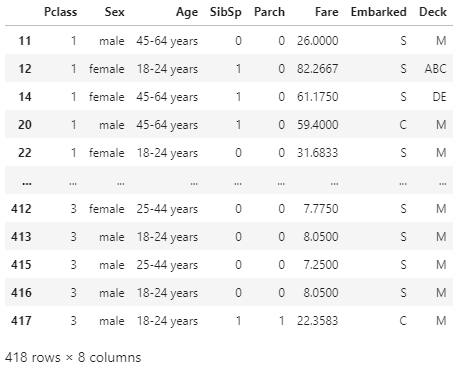 Pclass Sex Age SibSp Parch Fare Embarked Deck
11 1 male 45-64 years 0 0 26.0000 S M
12 1 female 18-24 years 1 0 82.2667 S ABC
14 1 female 45-64 years 1 0 61.1750 S DE
20 1 male 45-64 years 1 0 59.4000 C M
22 1 female 18-24 years 0 0 31.6833 S M
... ... ... ... ... ... ... ... ...
412 3 female 25-44 years 0 0 7.7750 S M
413 3 male 18-24 years 0 0 8.0500 S M
415 3 male 25-44 years 0 0 7.2500 S M
416 3 male 18-24 years 0 0 8.0500 S M
417 3 male 18-24 years 1 1 22.3583 C M
418 rows × 8 columns